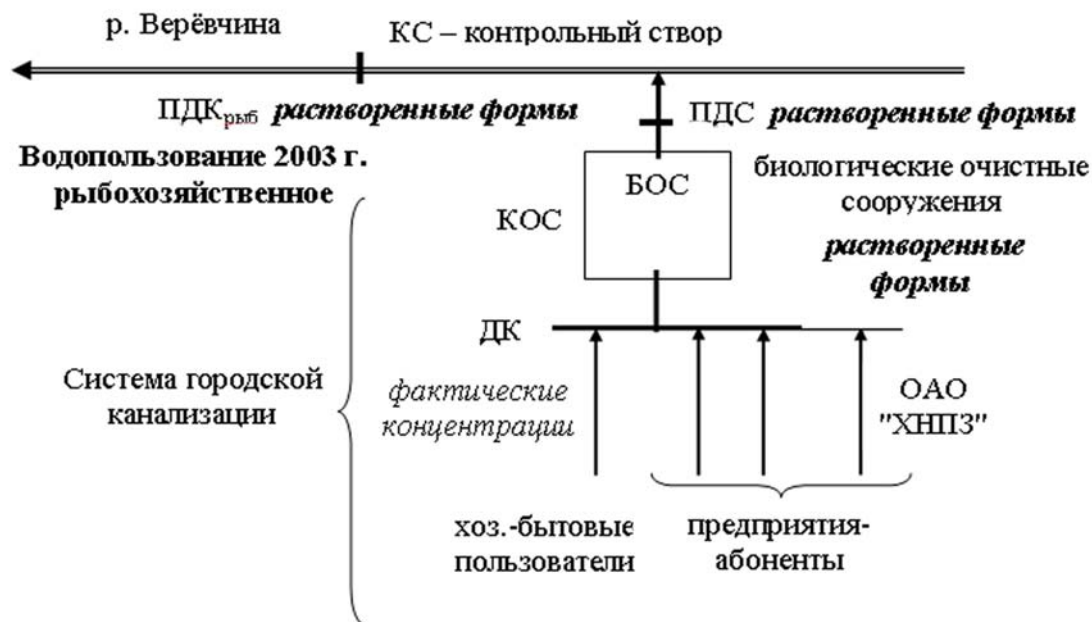 р. Верёвчина
КС – контрольный створ
ПДКрыб растворенные формы
ПДС растворенные формы
Водопользование 2003 г.
рыбохозяйственное
БОС
КОС
биологические очистные
сооружения
растворенные
формы
ДК
Система городской
канализации
фактические
концентрации
ОАО
"ХНПЗ"
хоз.-бытовые
пользователи
предприятия-
абоненты